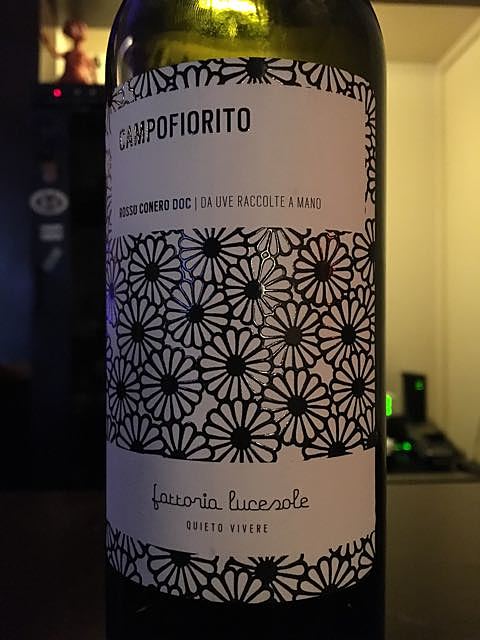 CAMPOFIORITO
ROSSO CONERO DOC | DA UVE RACCOLTE A MANO
fattoria lucesole
QUIETO VIVERE